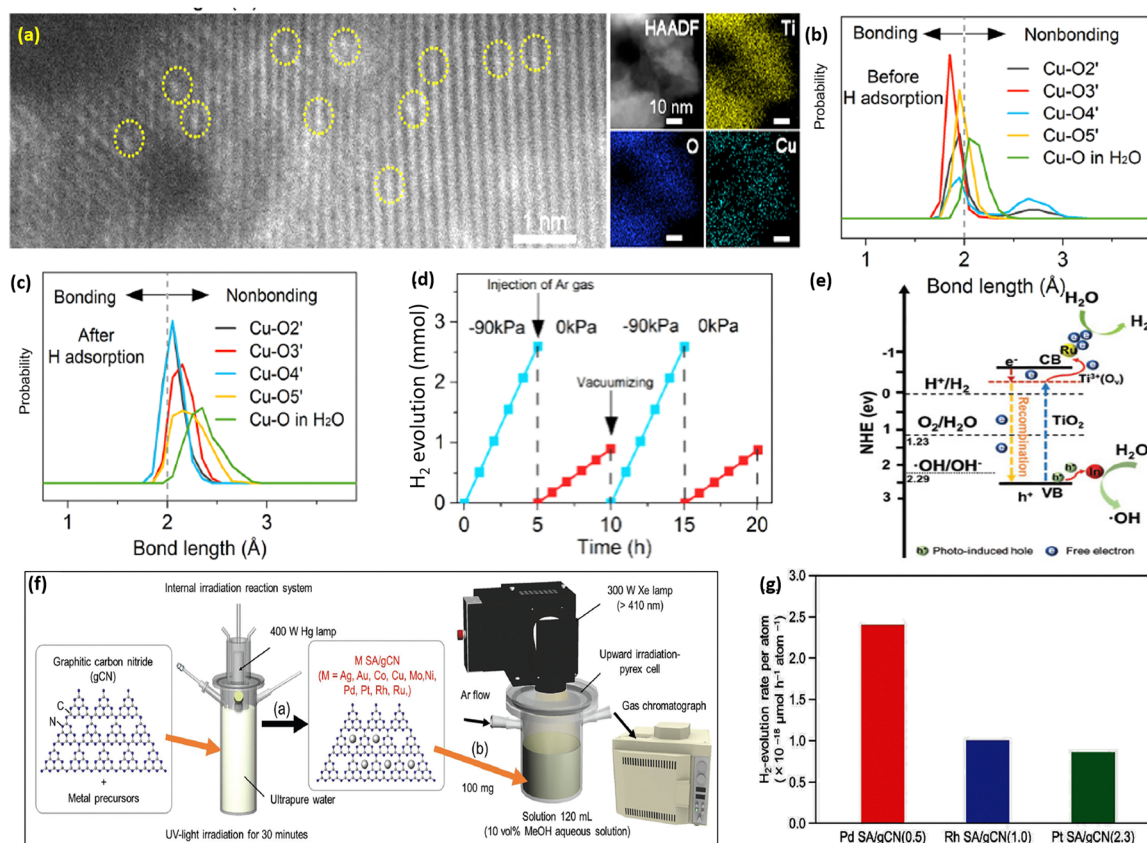 (a)
1 nm
HAADF
10 nm
Ti
O
Cu
(b)
Bonding
Nonbonding
Before
H adsorption
Cu-O2'
Cu-O3'
Cu-O4'
Cu-O5'
Cu-O in H₂O
Probability
1
2
3
Bond length (Å)
(c)
Bonding
Nonbonding
After
H adsorption
Cu-O2'
Cu-O3'
Cu-O4'
Cu-O5'
Cu-O in H₂O
Probability
1
2
3
Bond length (Å)
(d)
Injection of Ar gas
-90kPa
0kPa
-90kPa
0kPa
Vacuumizing
H₂ evolution (mmol)
3
2
1
0
0
5
10
15
20
Time (h)
(e)
H₂O
H₂
Ru
e
e
e
e
e⁻
CB
e
e
Ti³⁺(Oᵥ)
-1
H⁺/H₂
0
O₂/H₂O
TiO₂
Recombination
e
1
1.23
e
·OH/OH⁻
2
2.29
H₂O
h⁺
h⁺
In
3
h⁺
VB
·OH
NHE (ev)
h⁺ Photo-induced hole
e Free electron
(f)
Internal irradiation reaction system
400 W Hg lamp
Graphitic carbon nitride
(gCN)
C
N
+
Metal precursors
Ultrapure water
UV-light irradiation for 30 minutes
(a)
M SA/gCN
(M = Ag, Au, Co, Cu, Mo,Ni,
Pd, Pt, Rh, Ru,)
(b)
100 mg
300 W Xe lamp
(> 410 nm)
Upward irradiation-
pyrex cell
Ar flow
Gas chromatograph
Solution 120 mL
(10 vol% MeOH aqueous solution)
(g)
H₂-evolution rate per atom
(× 10⁻¹⁸ μmol h⁻¹ atom⁻¹)
3.0
2.5
2.0
1.5
1.0
0.5
0.0
Pd SA/gCN(0.5)
Rh SA/gCN(1.0)
Pt SA/gCN(2.3)